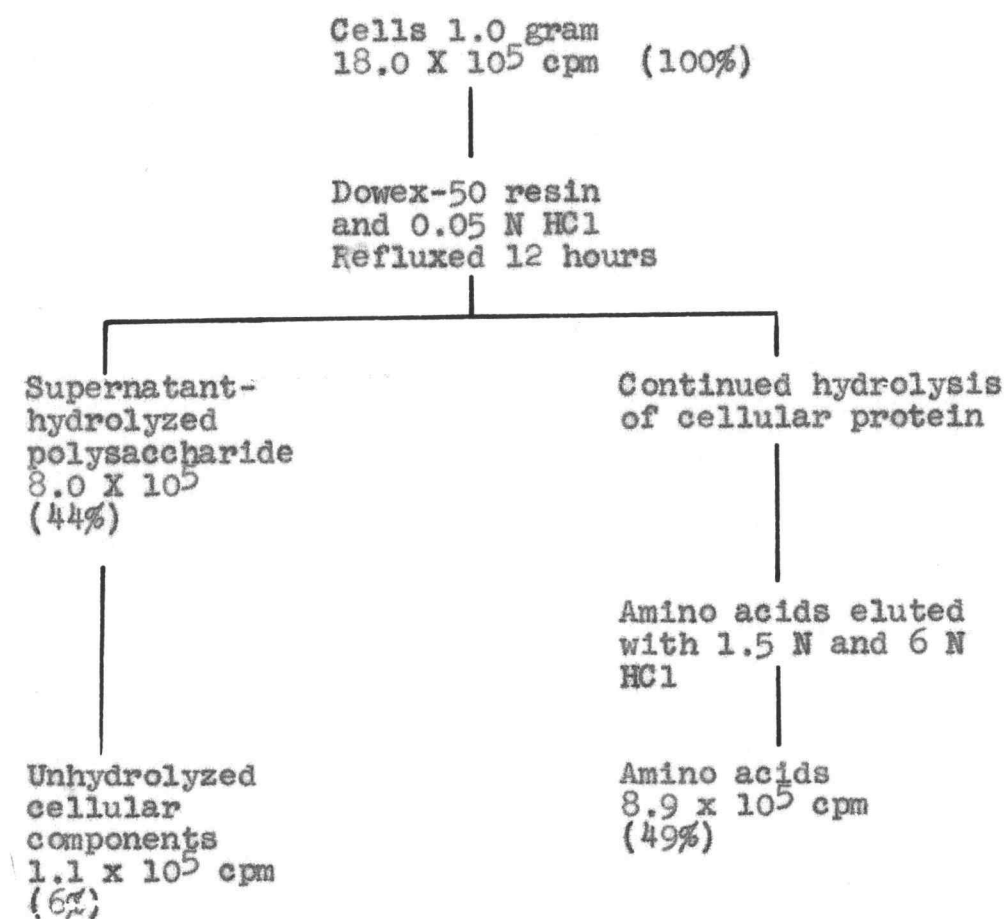 Cells 1.0 gram
18.0 X 10⁵ cpm (100%)
Dowex-50 resin
and 0.05 N HCl
Refluxed 12 hours
Supernatant-
hydrolyzed
polysaccharide
8.0 X 10⁵
(44%)
Continued hydrolysis
of cellular protein
Amino acids eluted
with 1.5 N and 6 N
HCl
Unhydrolyzed
cellular
components
1.1 x 10⁵ cpm
(6%)
Amino acids
8.9 x 10⁵ cpm
(49%)